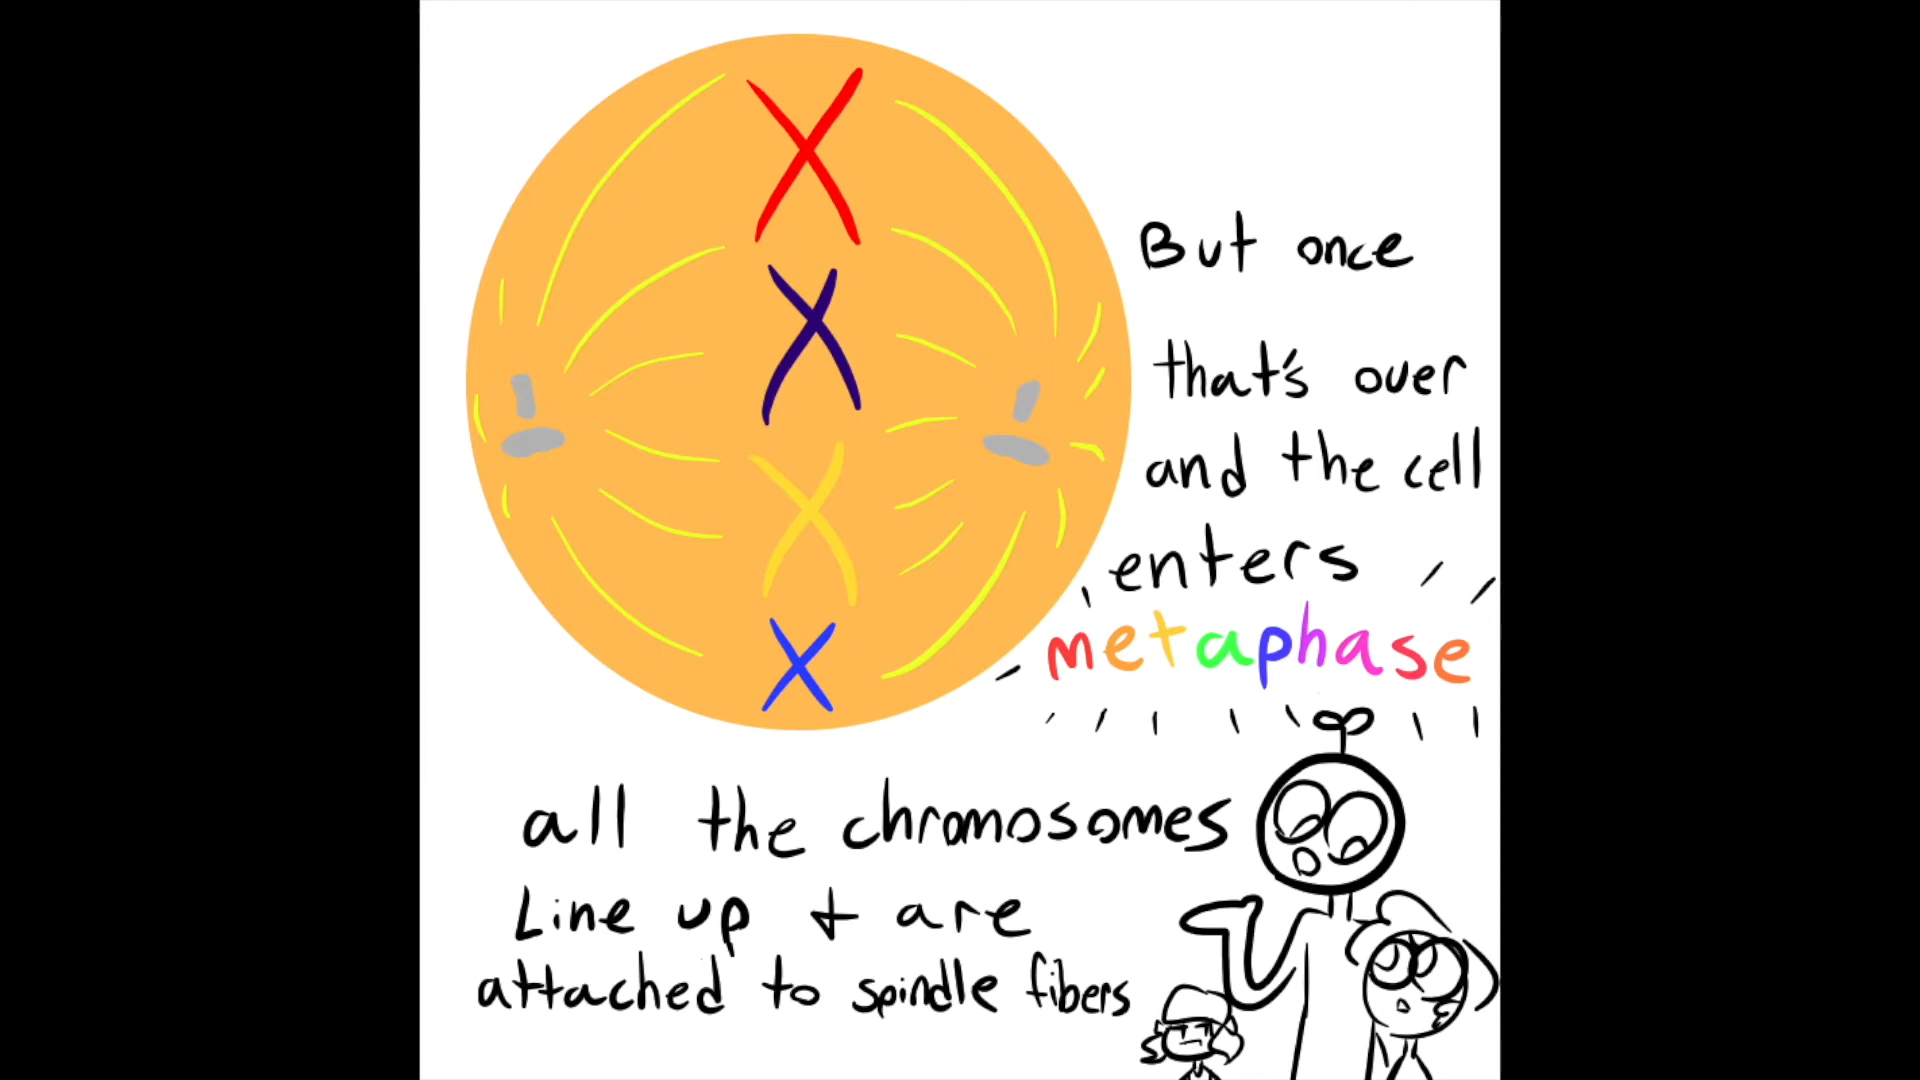 But once
that's over
and the cell
enters
metaphase
all the chromosomes
Line up + are
attached to spindle fibers